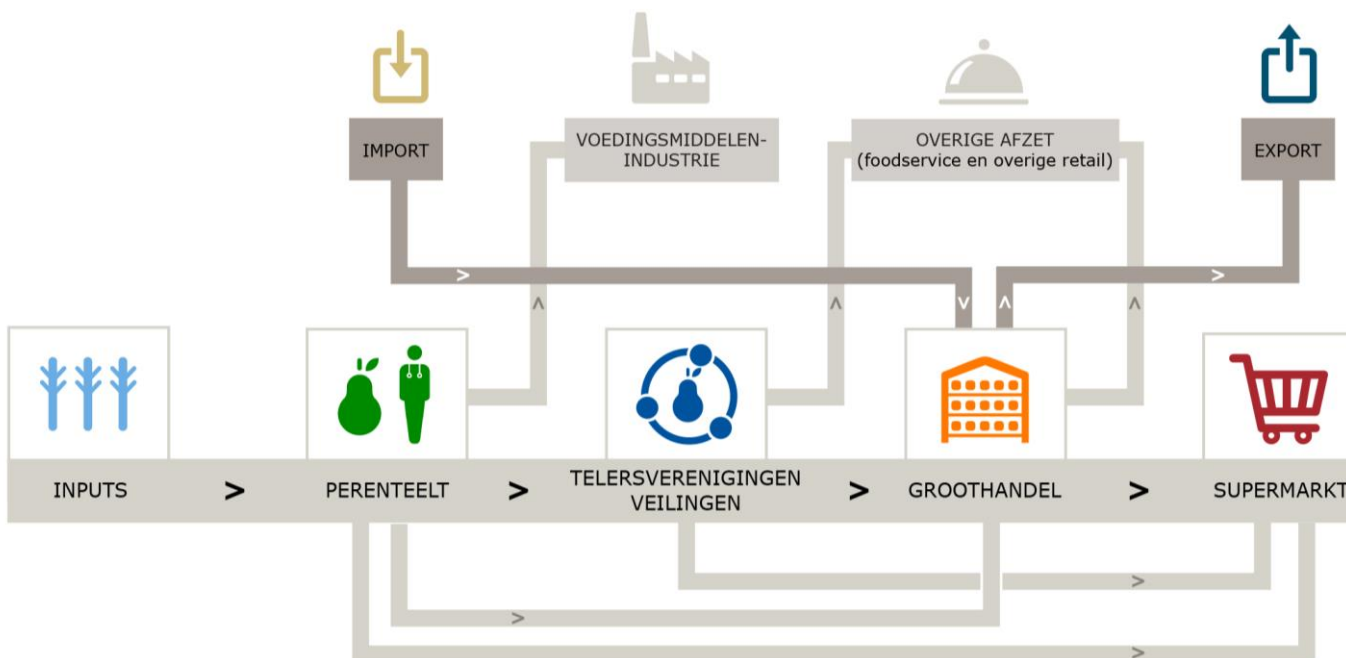 IMPORT
VOEDINGSMIDDELEN-
INDUSTRIE
OVERIGE AFZET
(foodservice en overige retail)
EXPORT
INPUTS
>
PERENTEELT
>
TELERSVERENIGINGEN
VEILINGEN
>
GROOTHANDEL
>
SUPERMARKT